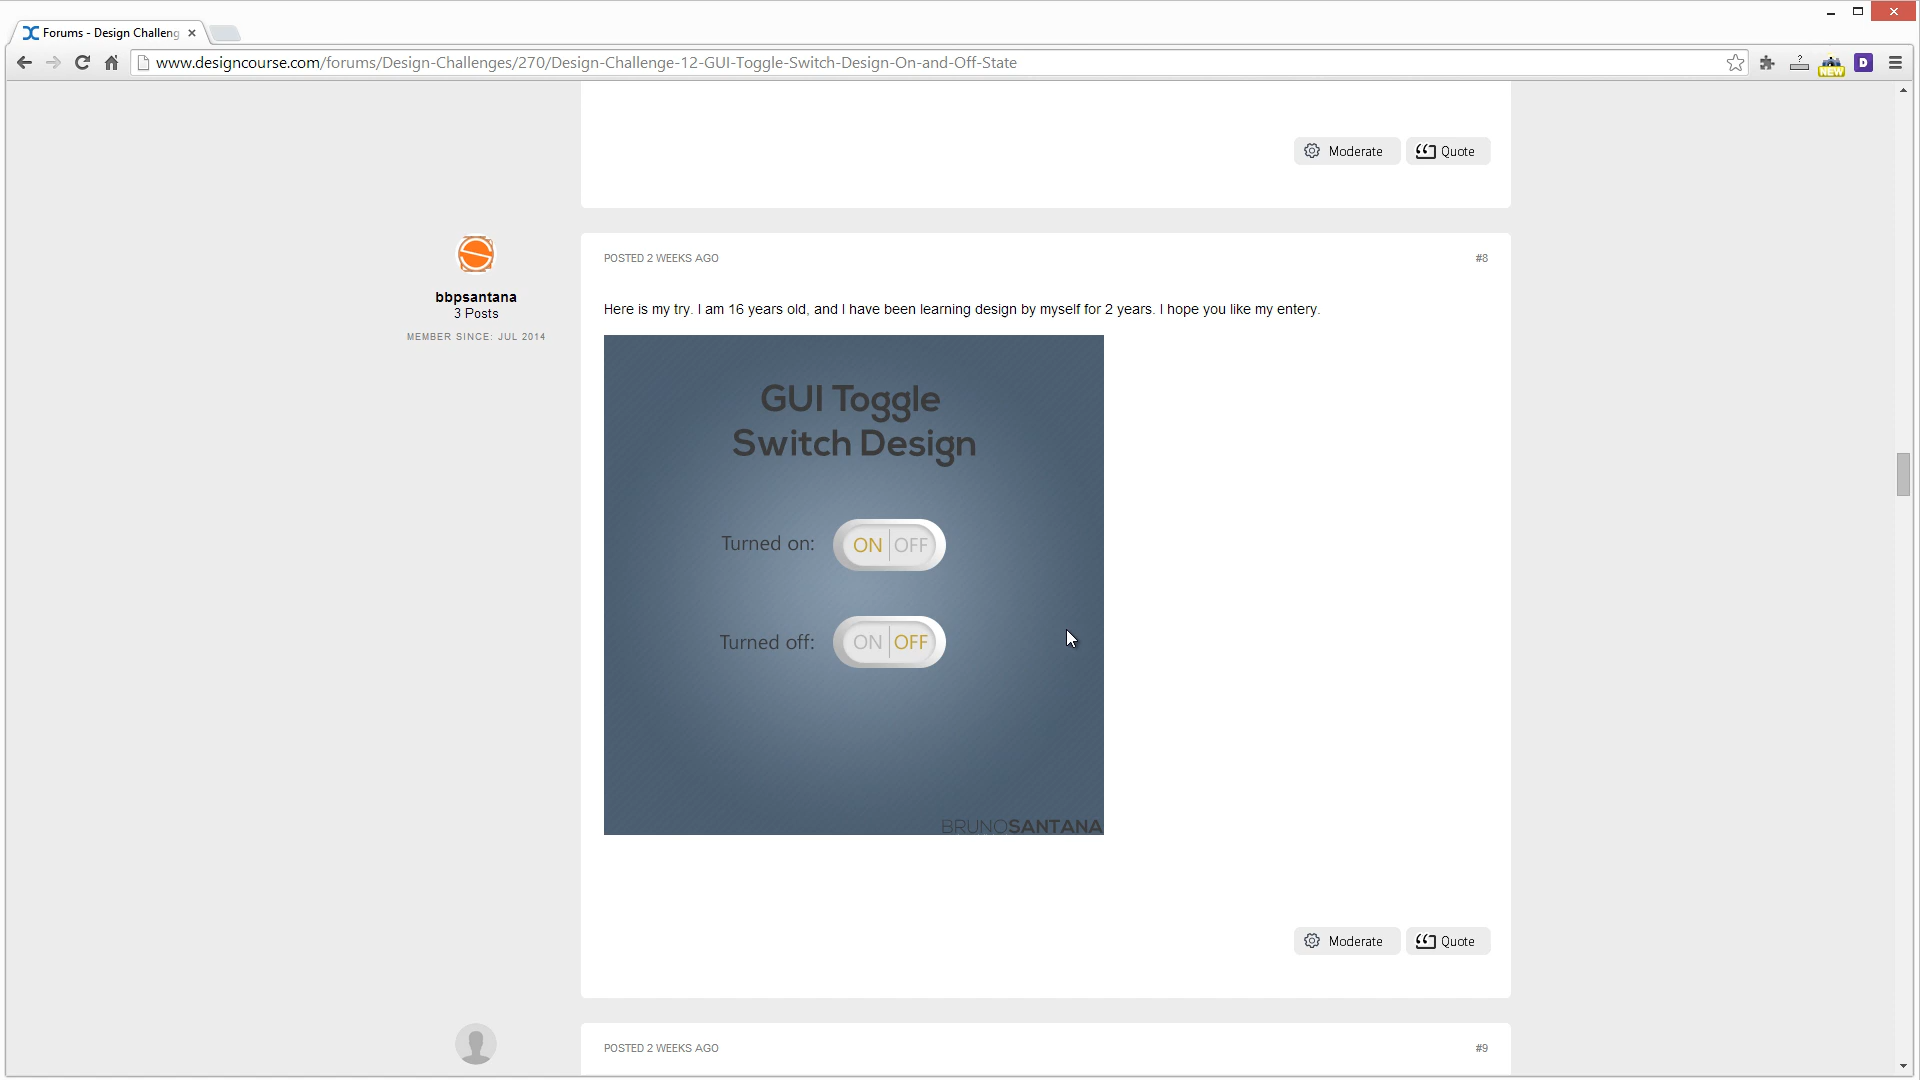 Forums - Design Challeng
www.designcourse.com/forums/Design-Challenges/270/Design-Challenge-12-GUI-Toggle-Switch-Design-On-and-Off-State
?
NEW
D
Moderate
Quote
bbpsantana
3 Posts
MEMBER SINCE: JUL 2014
POSTED 2 WEEKS AGO
#8
Here is my try. I am 16 years old, and I have been learning design by myself for 2 years. I hope you like my entery.
GUI Toggle
Switch Design
Turned on: ON OFF
Turned off: ON OFF
BRUNOSANTANA
Moderate
Quote
POSTED 2 WEEKS AGO
#9